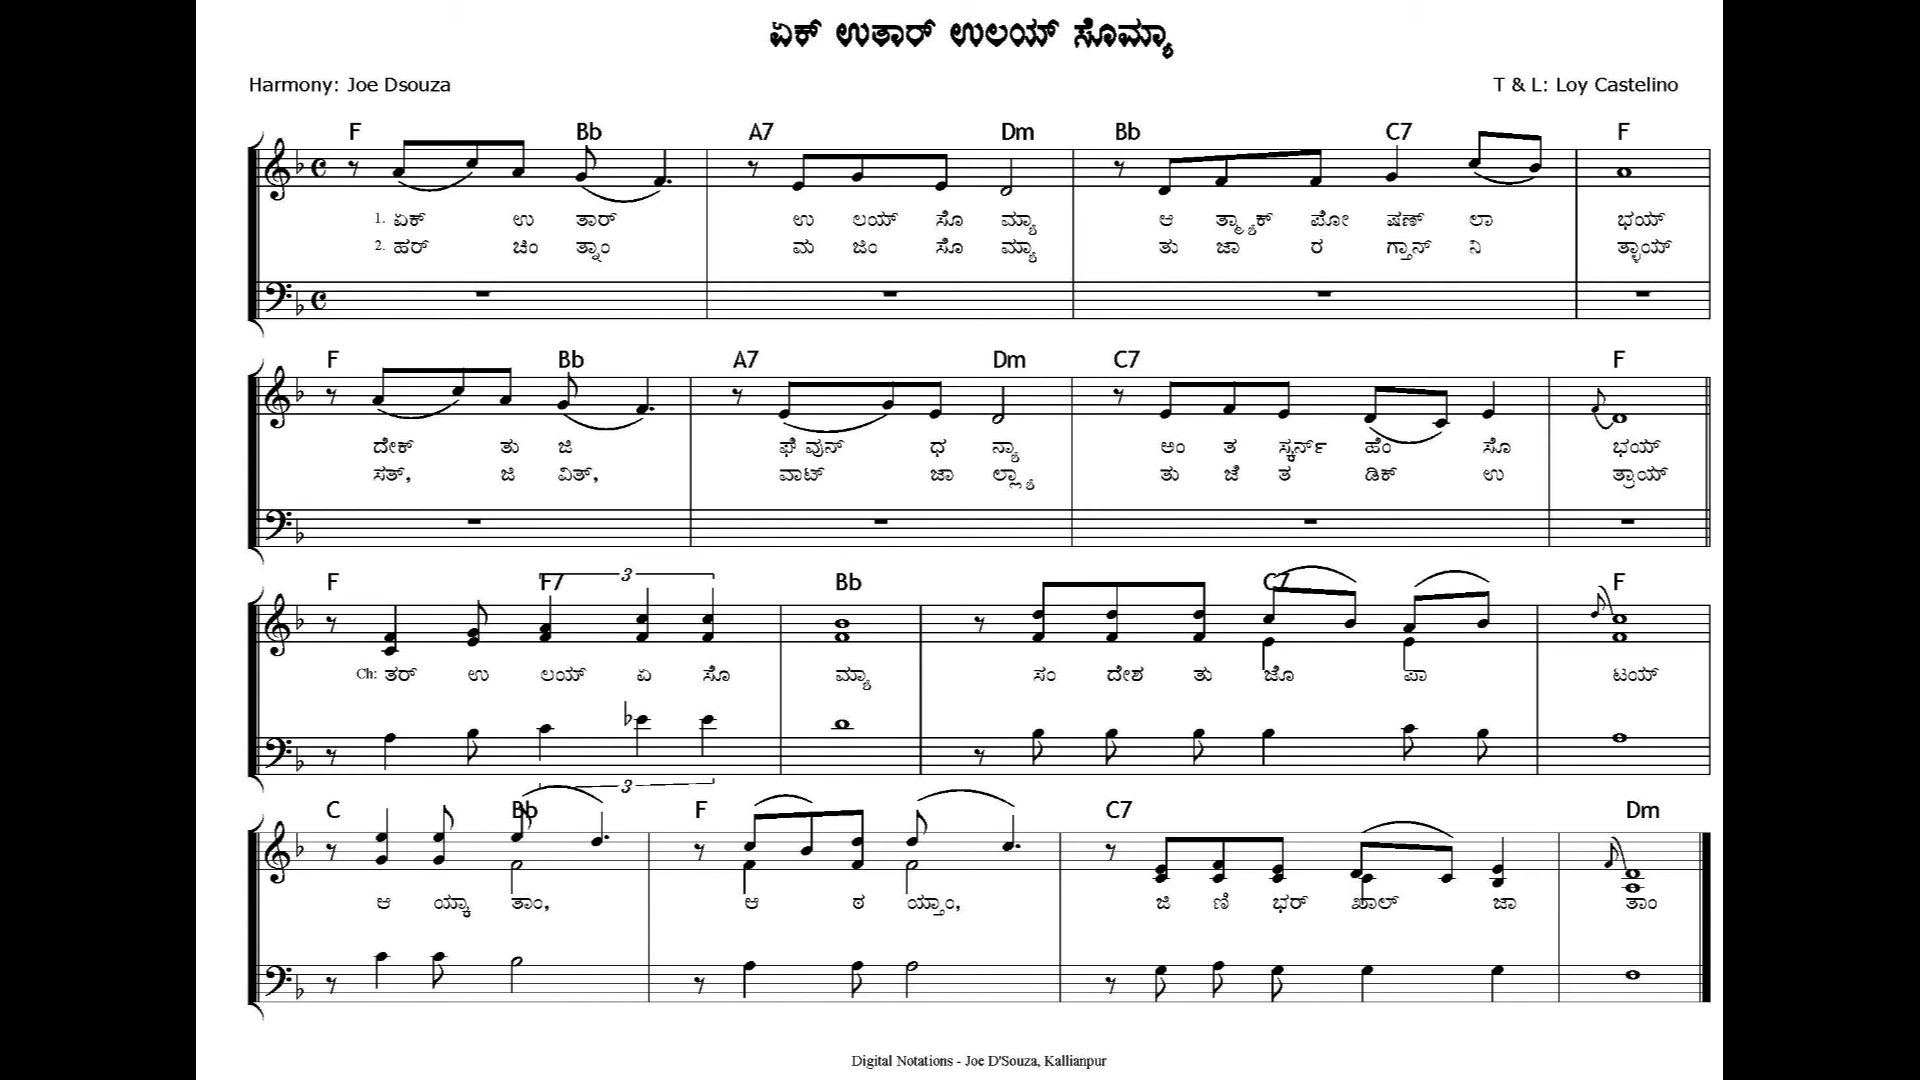 ಏಕ್ ಉತಾರ್ ಉಲಯ್ ಸೊಮ್ಯಾ
Harmony: Joe Dsouza T & L: Loy Castelino
F Bb A7 Dm Bb C7 F
1. ಏಕ್ ಉ ತಾರ್ ಉ ಲಯ್ ಸೊ ಮ್ಯಾ ಆ ತ್ಮ್ಯಾಕ್ ಪೋ ಷಣ್ ಲಾ ಭಯ್
2. ಹರ್ ಚಿಂ ತ್ನಾಂ ಮ ಜಿಂ ಸೊ ಮ್ಯಾ ತು ಜಾ ರ ಗ್ತಾನ್ ನಿ ತ್ಳಾಯ್
F Bb A7 Dm C7 F
ದೇಕ್ ತು ಜಿ ಘೆ ವುನ್ ಧ ನ್ಯಾ ಅಂ ತ ಸ್ಕರ್ನ್ ಹೆಂ ಸೊ ಭಯ್
ಸತ್, ಜಿ ವಿತ್, ವಾಟ್ ಜಾ ಲ್ಲ್ಯಾ ತು ಜೆ ತ ಡಿಕ್ ಉ ತ್ರಾಯ್
F F7 3 Bb C7 F
Ch: ತರ್ ಉ ಲಯ್ ಏ ಸೊ ಮ್ಯಾ ಸಂ ದೇಶ ತು ಜೊ ಪಾ ಟಯ್
3
C Bb F C7 Dm
ಆ ಯ್ಕಾ ತಾಂ, ಆ ಠ ಯ್ತಾಂ, ಜಿ ಣಿ ಭರ್ ಖಾಲ್ ಜಾ ತಾಂ
Digital Notations - Joe D'Souza, Kallianpur